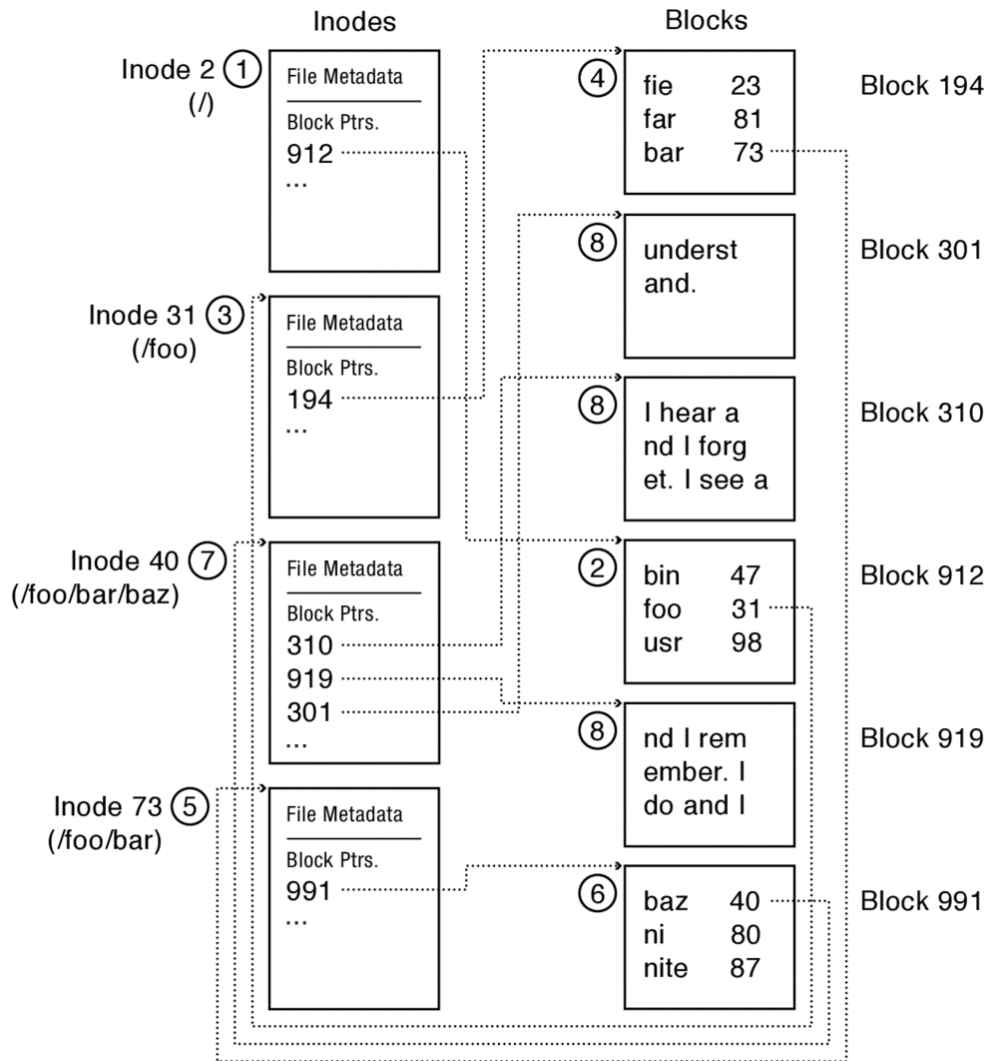 Inodes
Blocks
Inode 2 1
(/)
File Metadata
Block Ptrs.
912
...
Inode 31 3
(/foo)
File Metadata
Block Ptrs.
194
...
Inode 40 7
(/foo/bar/baz)
File Metadata
Block Ptrs.
310
919
301
...
Inode 73 5
(/foo/bar)
File Metadata
Block Ptrs.
991
...
4
fie 23
far 81
bar 73
Block 194
8
underst
and.
Block 301
8
I hear a
nd I forg
et. I see a
Block 310
2
bin 47
foo 31
usr 98
Block 912
8
nd I rem
ember. I
do and I
Block 919
6
baz 40
ni 80
nite 87
Block 991